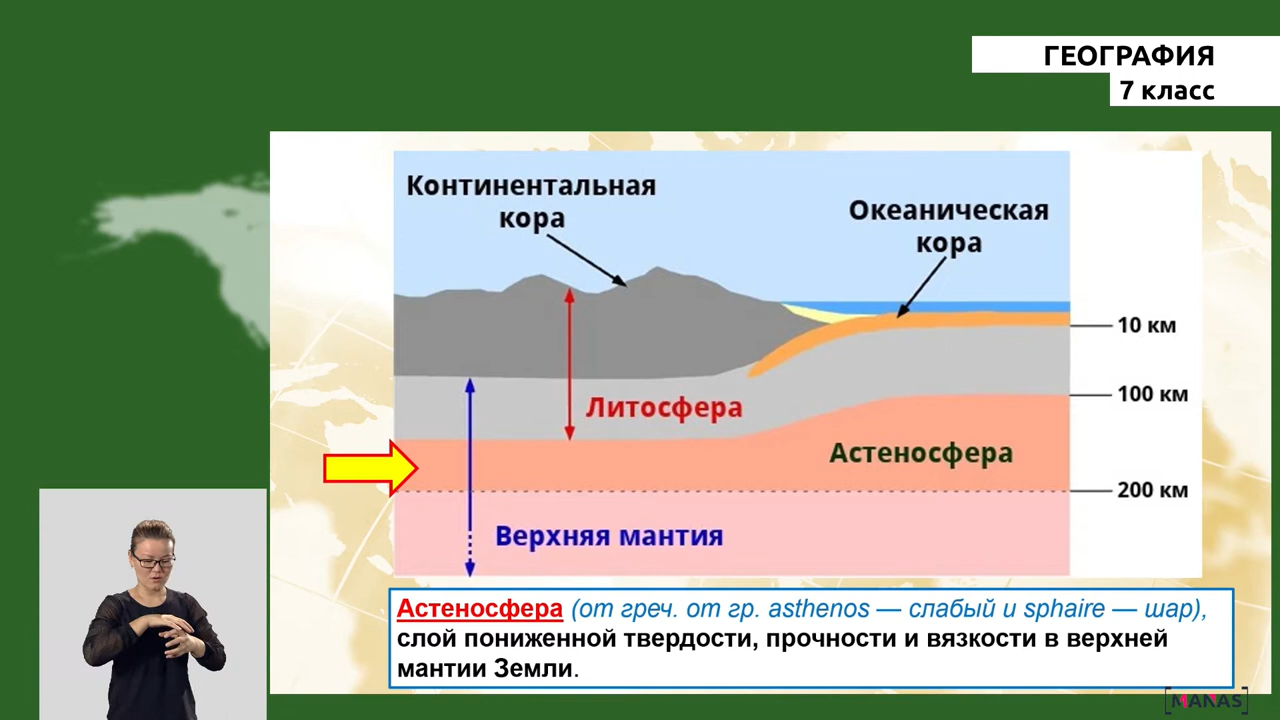 ГЕОГРАФИЯ
7 класс
Континентальная
кора
Океаническая
кора
10 км
100 км
Литосфера
Астеносфера
200 км
Верхняя мантия
Астеносфера (от греч. от гр. asthenos — слабый и sphaire — шар),
слой пониженной твердости, прочности и вязкости в верхней
мантии Земли.
[MANAS]